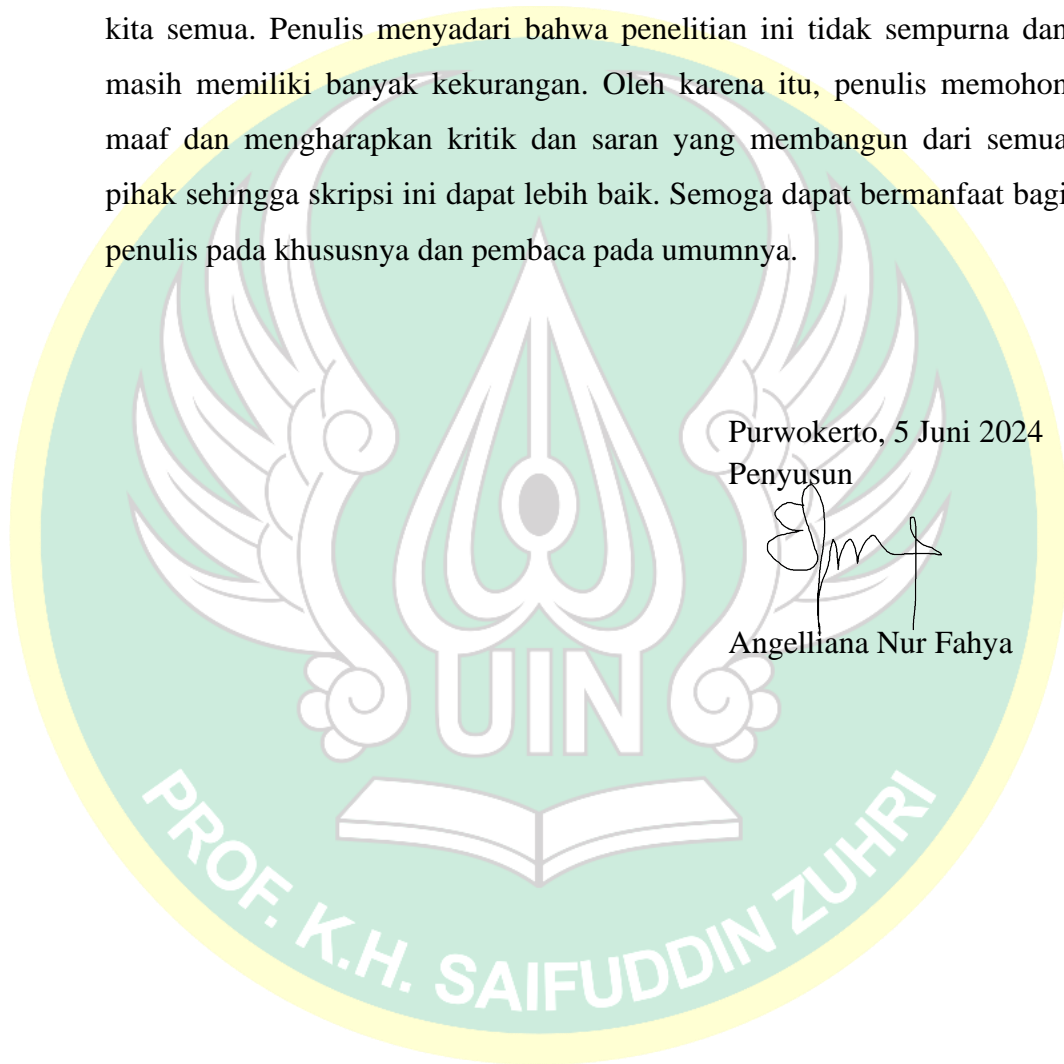 kita semua. Penulis menyadari bahwa penelitian ini tidak sempurna dan
masih memiliki banyak kekurangan. Oleh karena itu, penulis memohon
maaf dan mengharapkan kritik dan saran yang membangun dari semua
pihak sehingga skripsi ini dapat lebih baik. Semoga dapat bermanfaat bagi
penulis pada khususnya dan pembaca pada umumnya.
Purwokerto, 5 Juni 2024
Penyusun
Angelliana Nur Fahya
UIN
PROF. K.H. SAIFUDDIN ZUHRI